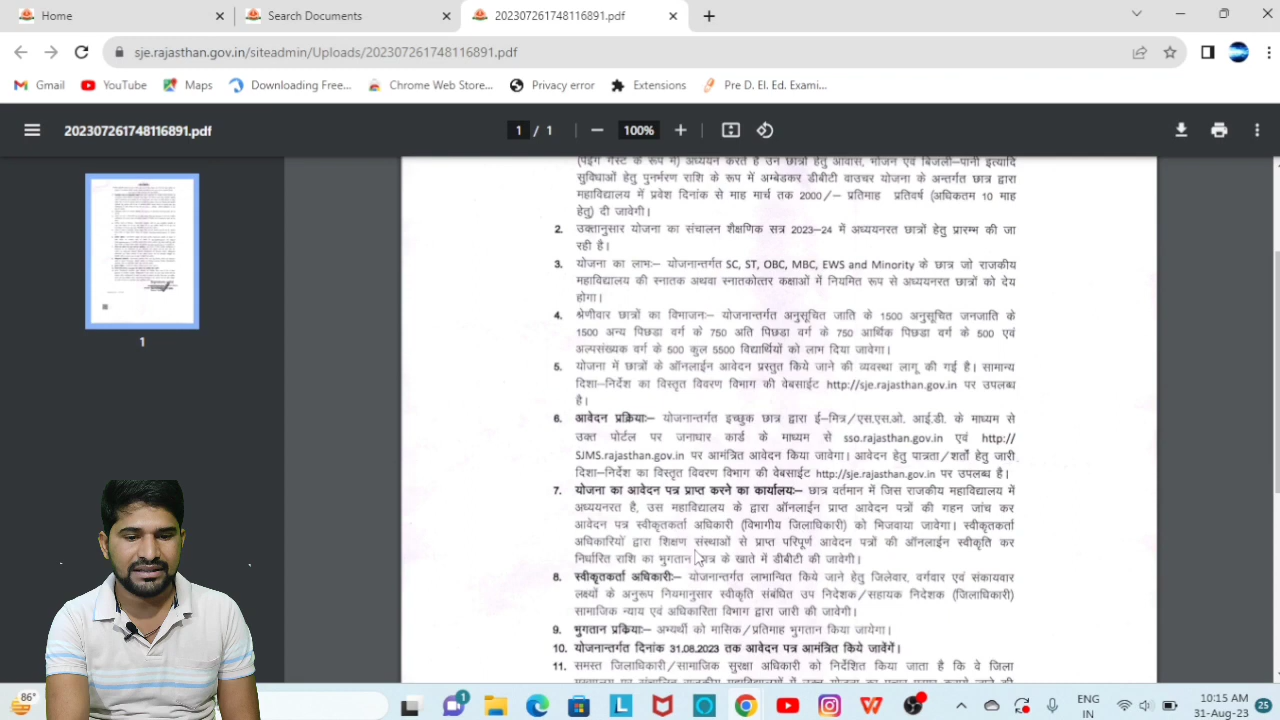 Home
Search Documents
202307261748116891.pdf
sje.rajasthan.gov.in/siteadmin/Uploads/202307261748116891.pdf
Gmail YouTube Maps Downloading Free... Chrome Web Store... Privacy error Extensions Pre D. El. Ed. Exami...
202307261748116891.pdf 1 / 1 100%
(पेइंग गेस्ट के रूप में) अध्ययन करते है उन छात्रों हेतु आवास, भोजन एवं बिजली-पानी इत्यादि
सुविधाओं हेतु पुनर्भरण राशि के रूप में अम्बेडकर डीबीटी वाउचर योजना के अन्तर्गत छात्र द्वारा
महाविद्यालय में प्रवेश दिनांक से माह मार्च तक 2000/- प्रतिमाह प्रतिवर्ष (अधिकतम 10 माह
हेतु) दी जावेगी।
2. उक्तानुसार योजना का संचालन शैक्षणिक सत्र 2023-24 में अध्ययनरत छात्रों हेतु प्रारम्भ की जा
रही है।
3. योजना का लाभः- योजनान्तर्गत SC, ST, OBC, MBC, EWS and Minority के छात्र जो राजकीय
महाविद्यालय की स्नातक अथवा स्नातकोत्तर कक्षाओं में नियमित रूप से अध्ययनरत छात्रों को देय
होगा।
4. श्रेणीवार छात्रों का विभाजनः- योजनान्तर्गत अनुसूचित जाति के 1500 अनुसूचित जनजाति के
1500 अन्य पिछडा वर्ग के 750 अति पिछडा वर्ग के 750 आर्थिक पिछडा वर्ग के 500 एवं
अल्पसंख्यक वर्ग के 500 कुल 5500 विद्यार्थियों को लाभ दिया जावेगा।
5. योजना में छात्रों के ऑनलाईन आवेदन प्रस्तुत किये जाने की व्यवस्था लागू की गई है। सामान्य
दिशा-निर्देश का विस्तृत विवरण विभाग की वेबसाईट http://sje.rajasthan.gov.in पर उपलब्ध
है।
6. आवेदन प्रक्रियाः- योजनान्तर्गत इच्छुक छात्र द्वारा ई-मित्र/एस.एस.ओ. आई.डी. के माध्यम से
उक्त पोर्टल पर जनाधार कार्ड के माध्यम से sso.rajasthan.gov.in एवं http://
SJMS.rajasthan.gov.in पर आमंत्रित आवेदन किया जावेगा। आवेदन हेतु पात्रता/शर्तो हेतु जारी
दिशा-निर्देश का विस्तृत विवरण विभाग की वेबसाईट http://sje.rajasthan.gov.in पर उपलब्ध है।
7. योजना का आवेदन पत्र प्राप्त करने का कार्यालयः- छात्र वर्तमान में जिस राजकीय महाविद्यालय में
अध्ययनरत है, उस महाविद्यालय के द्वारा ऑनलाईन प्राप्त आवेदन पत्रों की गहन जांच कर
आवेदन पत्र स्वीकृतकर्ता अधिकारी (विभागीय जिलाधिकारी) को भिजवाया जावेगा। स्वीकृतकर्ता
अधिकारियों द्वारा शिक्षण संस्थाओं से प्राप्त परिपूर्ण आवेदन पत्रों की ऑनलाईन स्वीकृति कर
निर्धारित राशि का भुगतान छात्र के खाते में डीबीटी की जावेगी।
8. स्वीकृतकर्ता अधिकारीः- योजनान्तर्गत लाभान्वित किये जाने हेतु जिलेवार, वर्गवार एवं संकायवार
लक्ष्यों के अनुरूप नियमानुसार स्वीकृति संबंधित उप निदेशक/सहायक निदेशक (जिलाधिकारी)
सामाजिक न्याय एवं अधिकारिता विभाग द्वारा जारी की जावेगी।
9. भुगतान प्रक्रियाः- अभ्यर्थी को मासिक/प्रतिमाह भुगतान किया जायेगा।
10. योजनान्तर्गत दिनांक 31.08.2023 तक आवेदन पत्र आमंत्रित किये जावेंगें।
11. समस्त जिलाधिकारी/सामाजिक सुरक्षा अधिकारी को निर्देशित किया जाता है कि वे जिला
1
86°
ENG
IN
10:15 AM
31-Aug-23
25